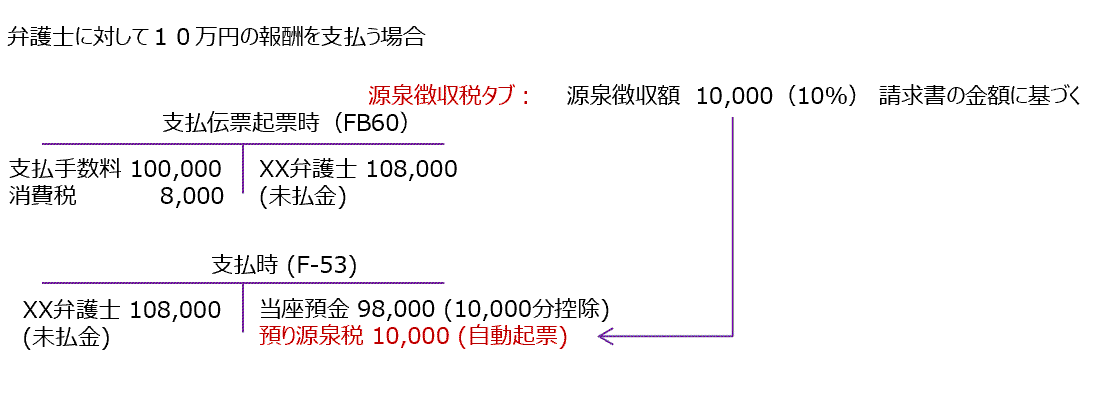 弁護士に対して１０万円の報酬を支払う場合
源泉徴収税タブ： 源泉徴収額 10,000（10%） 請求書の金額に基づく
支払伝票起票時（FB60）
支払手数料 100,000 XX弁護士 108,000
消費税 8,000 (未払金)
支払時 (F-53)
XX弁護士 108,000 当座預金 98,000 (10,000分控除)
(未払金) 預り源泉税 10,000 (自動起票)